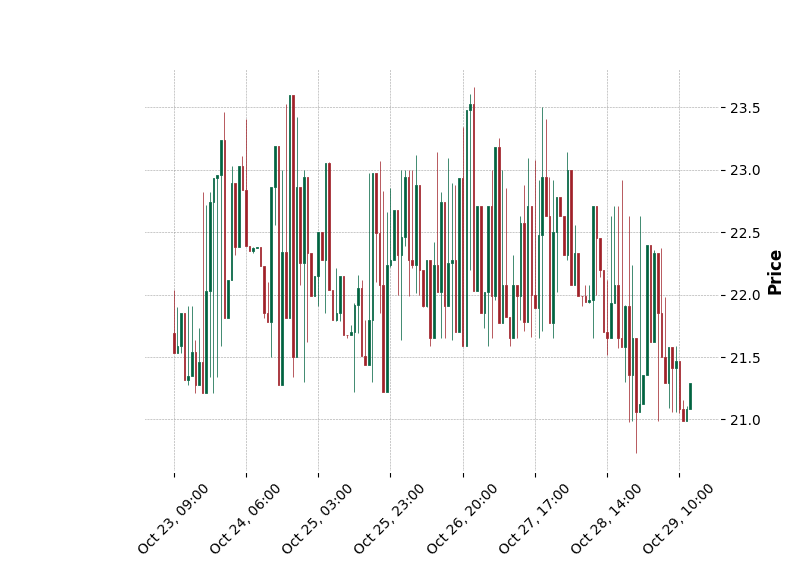 23.5
23.0
22.5
22.0
21.5
21.0
Price
Oct 23, 09:00
Oct 24, 06:00
Oct 25, 03:00
Oct 25, 23:00
Oct 26, 20:00
Oct 27, 17:00
Oct 28, 14:00
Oct 29, 10:00